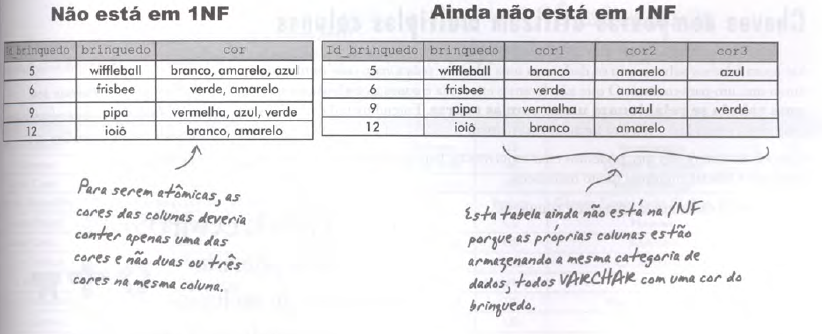 Não está em 1NF
Id_brinquedo brinquedo cor
5 wiffleball branco, amarelo, azul
6 frisbee verde, amarelo
9 pipa vermelha, azul, verde
12 ioiô branco, amarelo
Para serem atômicas, as
cores das colunas deveria
conter apenas uma das
cores e não duas ou três
cores na mesma coluna.
Ainda não está em 1NF
Id_brinquedo brinquedo cor1 cor2 cor3
5 wiffleball branco amarelo azul
6 frisbee verde amarelo
9 pipa vermelha azul verde
12 ioiô branco amarelo
Esta tabela ainda não está na 1NF
porque as próprias colunas estão
armazenando a mesma categoria de
dados, todos VARCHAR com uma cor do
brinquedo.